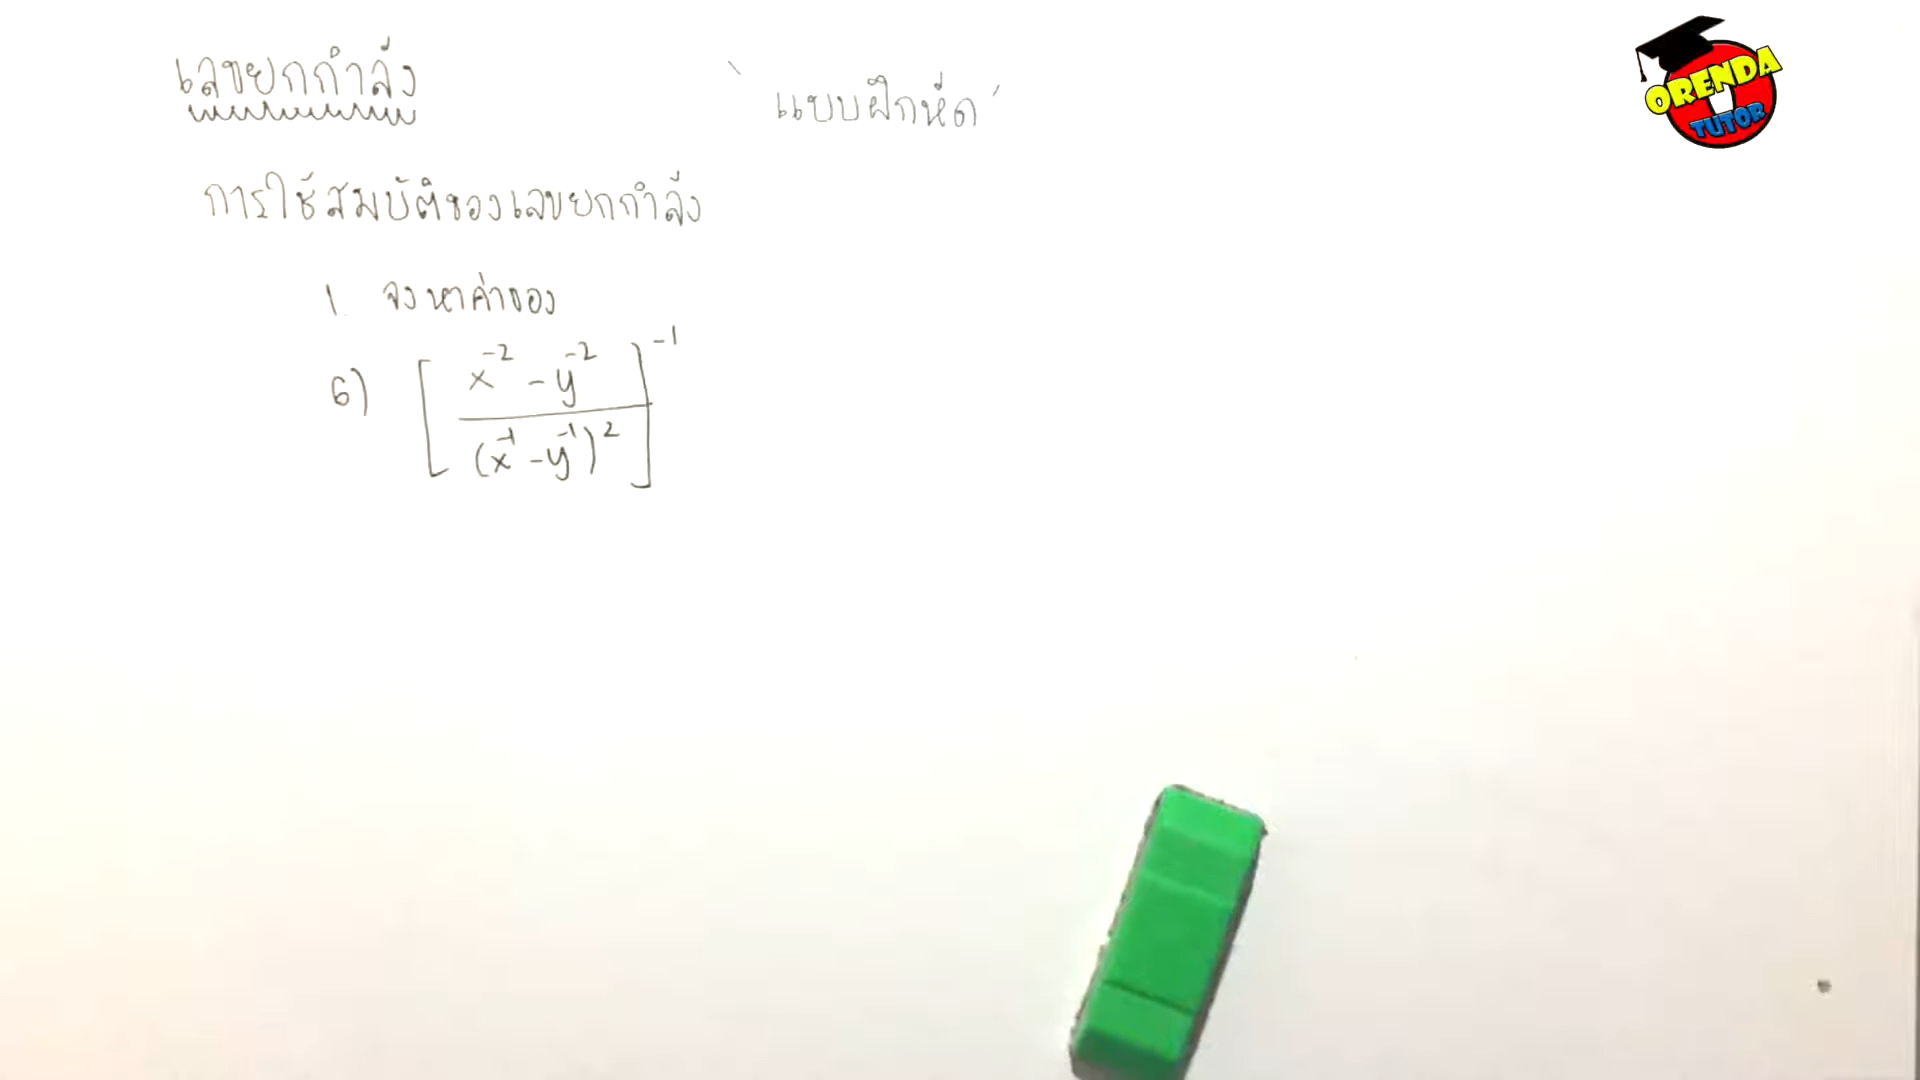 เลขยกกำลัง
"แบบฝึกหัด"
ORENDA
TUTOR
การใช้สมบัติของเลขยกกำลัง
1. จงหาค่าของ
6) [ (x⁻² - y⁻²) / (x⁻¹ - y⁻¹)² ]⁻¹